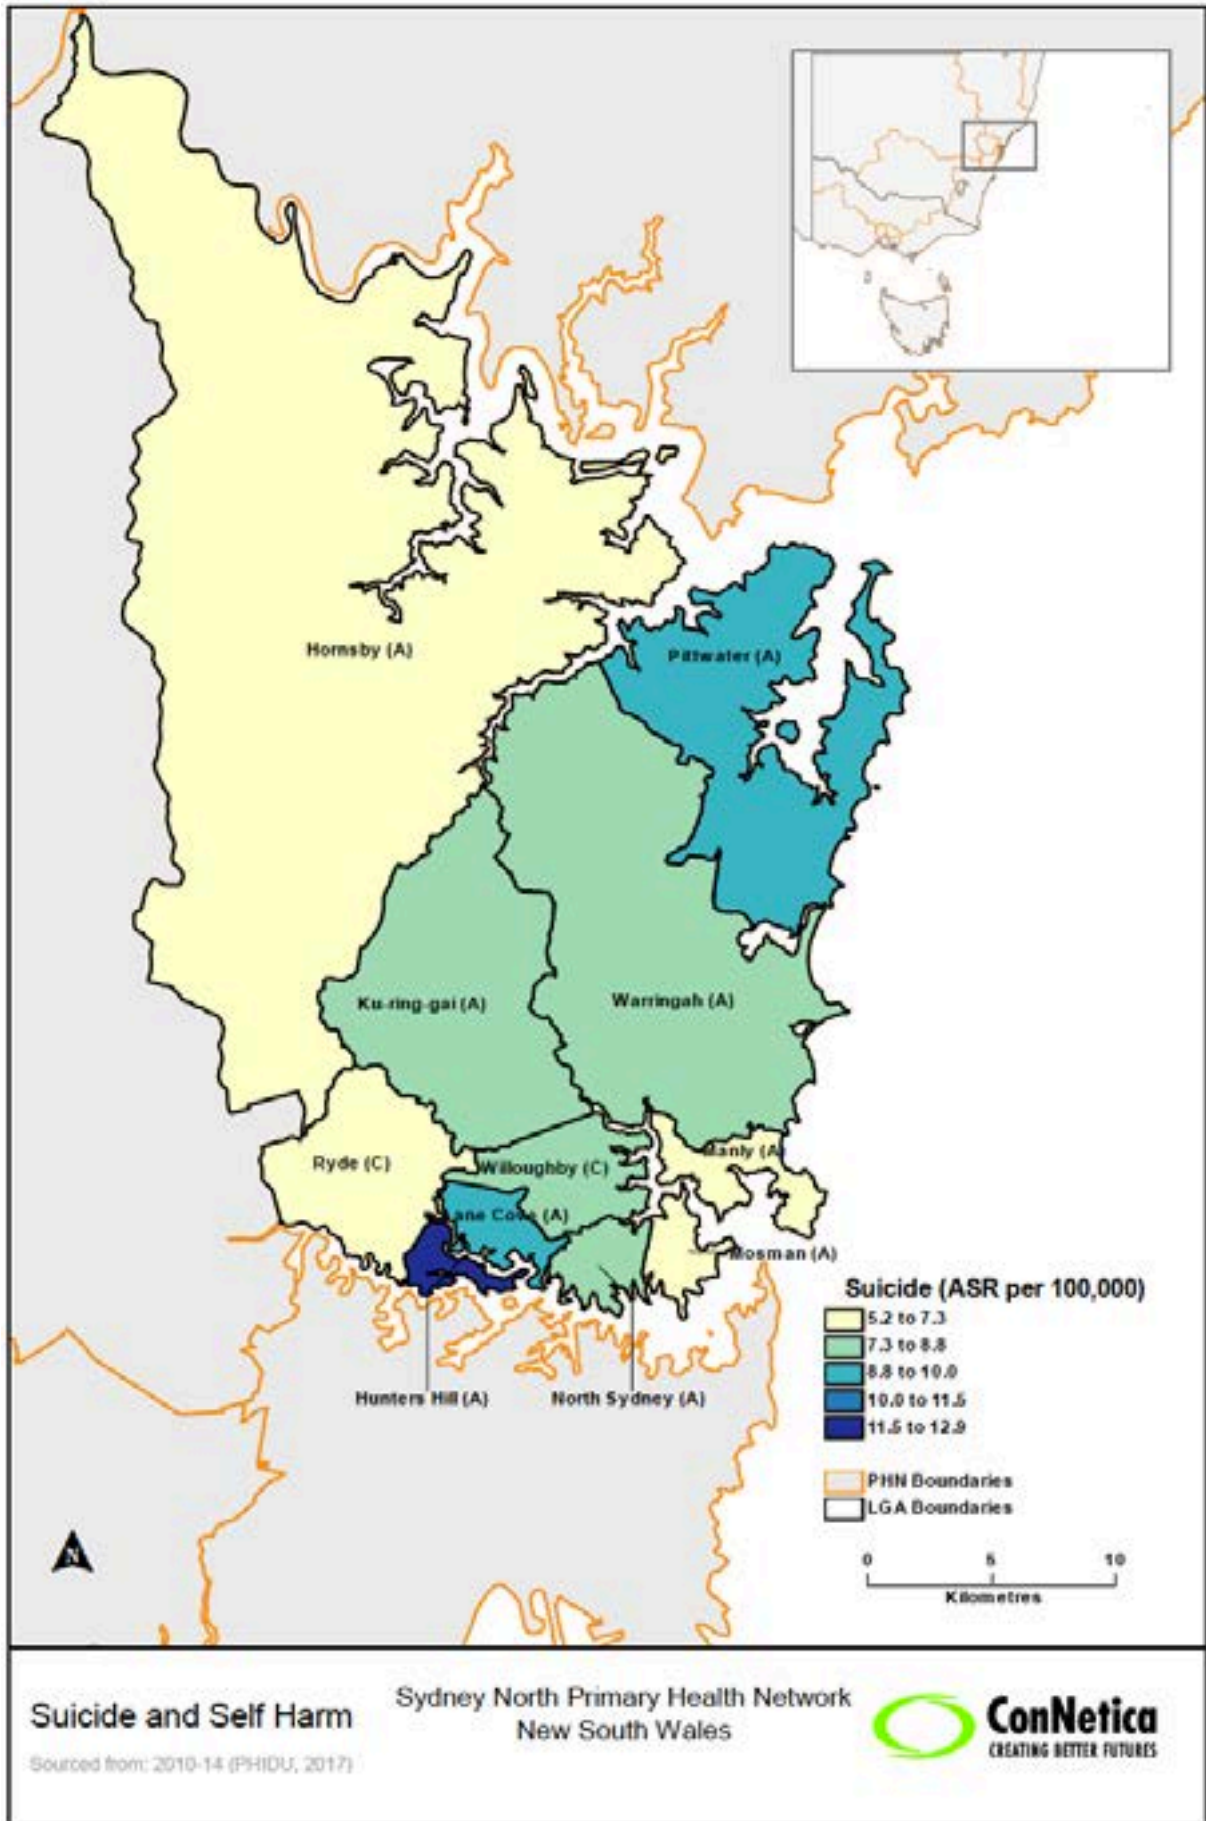 Hornsby (A)
Pittwater (A)
Ku-ring-gai (A)
Warringah (A)
Ryde (C)
Willoughby (C)
Manly (A)
Lane Cove (A)
Mosman (A)
Hunters Hill (A)
North Sydney (A)
Suicide (ASR per 100,000)
5.2 to 7.3
7.3 to 8.8
8.8 to 10.0
10.0 to 11.5
11.5 to 12.9
PHN Boundaries
LGA Boundaries
N
0 5 10
Kilometres
Suicide and Self Harm
Sourced from: 2010-14 (PHIDU, 2017)
Sydney North Primary Health Network
New South Wales
ConNetica
CREATING BETTER FUTURES